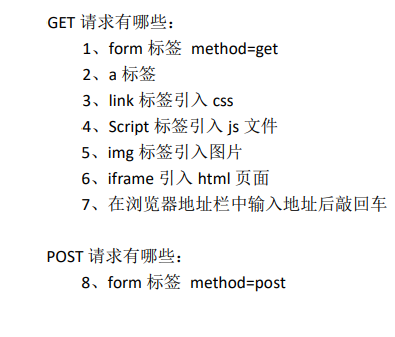 GET 请求有哪些：
1、form 标签 method=get
2、a 标签
3、link 标签引入 css
4、Script 标签引入 js 文件
5、img 标签引入图片
6、iframe 引入 html 页面
7、在浏览器地址栏中输入地址后敲回车
POST 请求有哪些：
8、form 标签 method=post